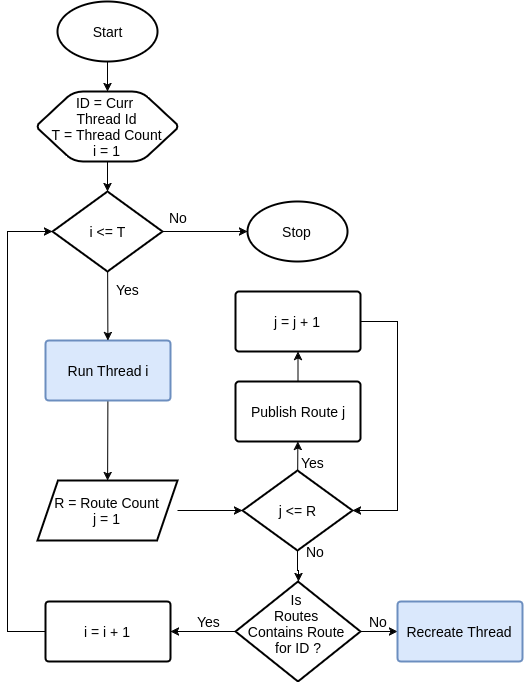 Start
ID = Curr
Thread Id
T = Thread Count
i = 1
i <= T
No
Stop
Yes
j = j + 1
Run Thread i
Publish Route j
Yes
R = Route Count
j = 1
j <= R
No
Is
Routes
Contains Route
for ID ?
Yes
i = i + 1
No
Recreate Thread